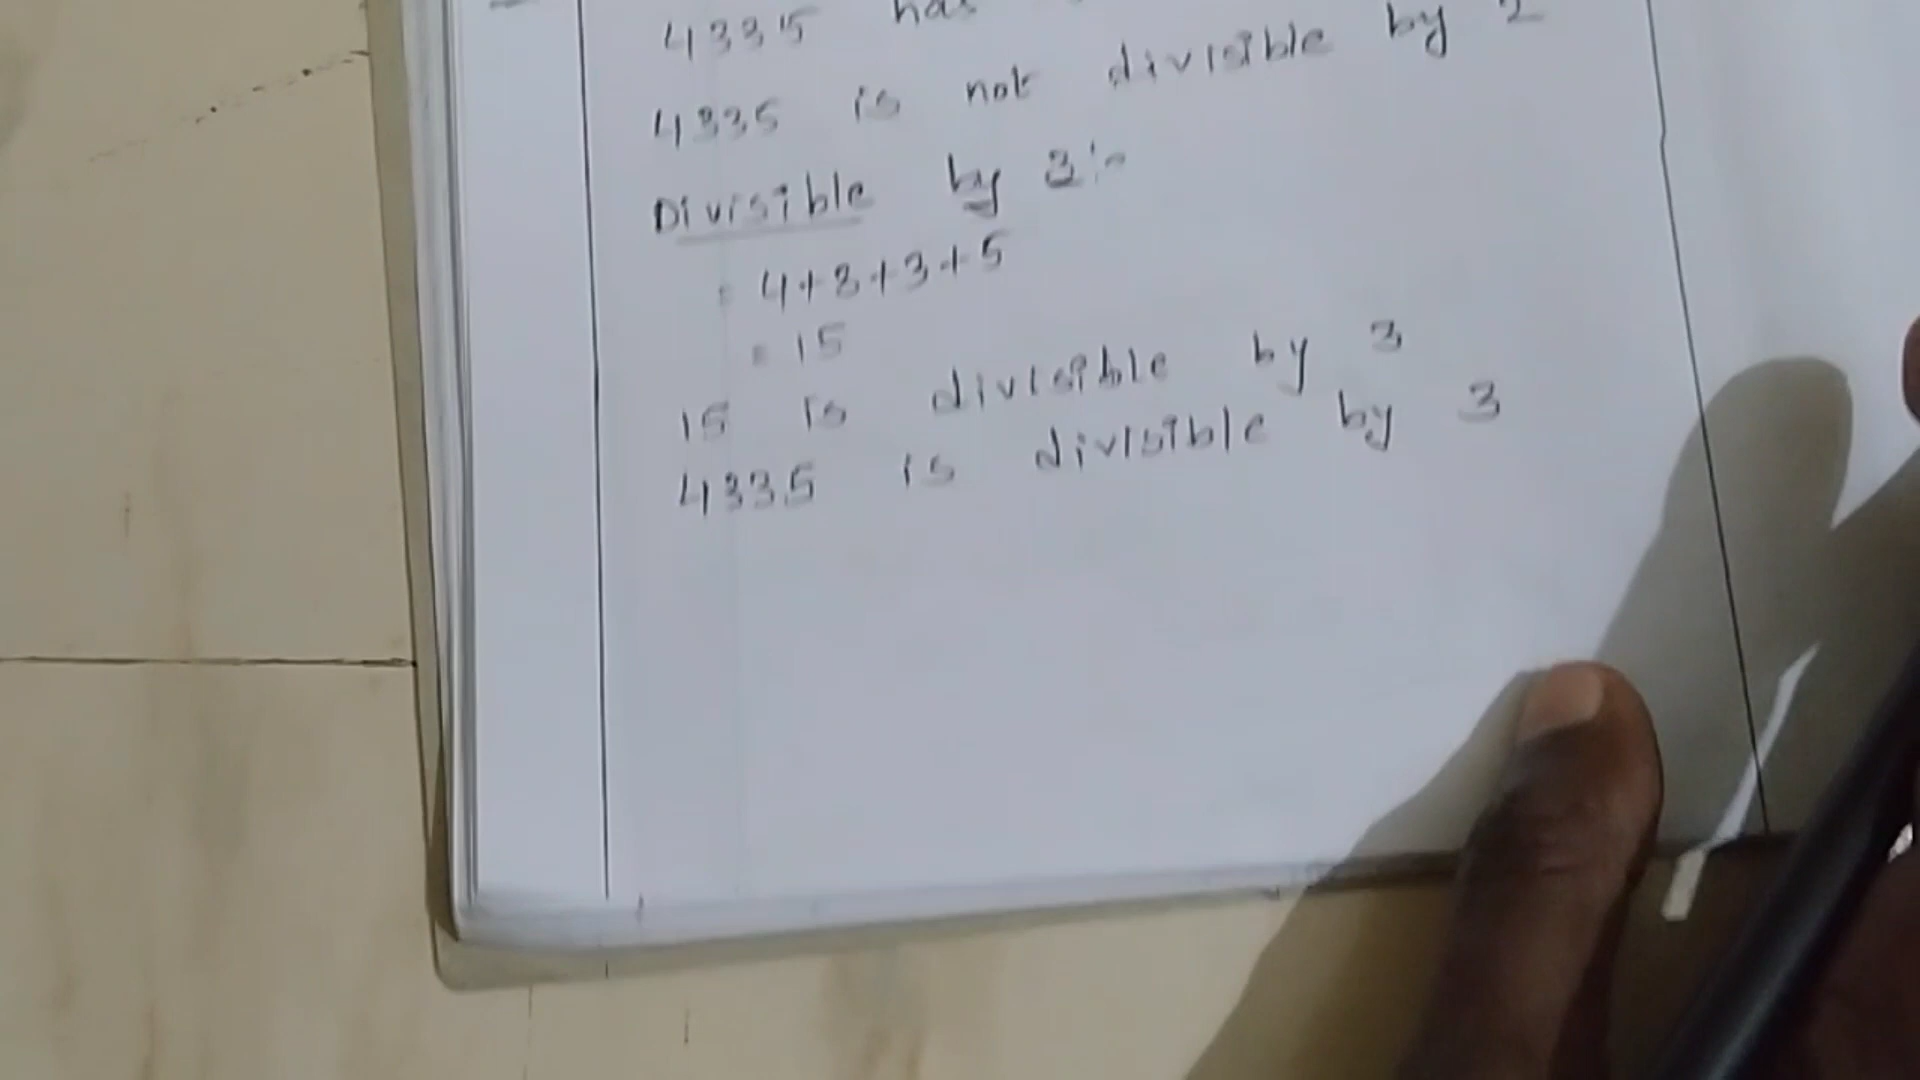 4335 has
4335 is not divisible by 2
Divisible by 3:-
= 4+3+3+5
= 15
15 is divisible by 3
4335 is divisible by 3